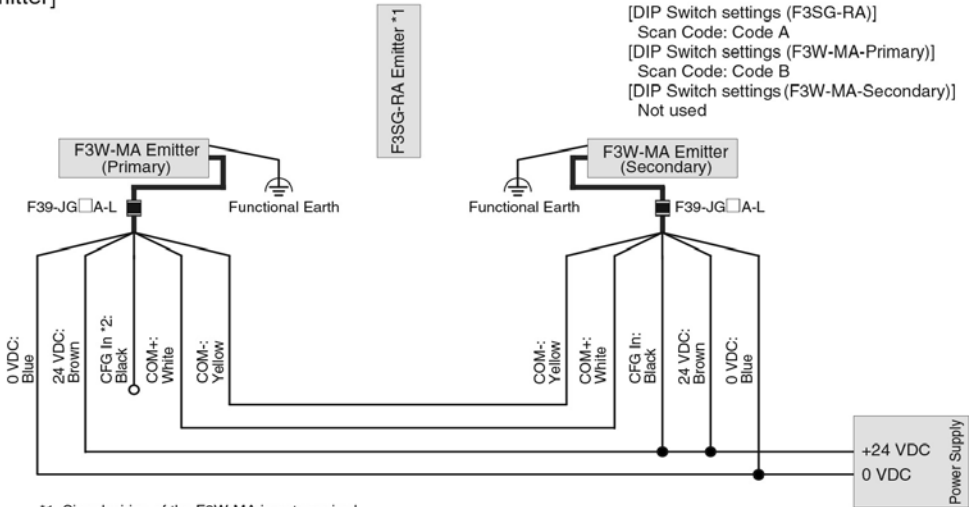 mitter]
F3SG-RA Emitter *1
[DIP Switch settings (F3SG-RA)]
Scan Code: Code A
[DIP Switch settings (F3W-MA-Primary)]
Scan Code: Code B
[DIP Switch settings (F3W-MA-Secondary)]
Not used
F3W-MA Emitter
(Primary)
F3W-MA Emitter
(Secondary)
F39-JG□A-L
Functional Earth
Functional Earth
F39-JG□A-L
0 VDC:
Blue
24 VDC:
Brown
CFG In *2:
Black
COM+:
White
COM-:
Yellow
COM-:
Yellow
COM+:
White
CFG In:
Black
24 VDC:
Brown
0 VDC:
Blue
+24 VDC
0 VDC
Power Supply